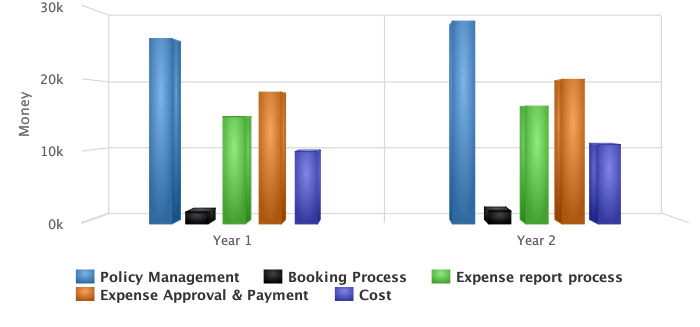 30k
20k
10k
0k
Money
Year 1
Year 2
Policy Management
Booking Process
Expense report process
Expense Approval & Payment
Cost